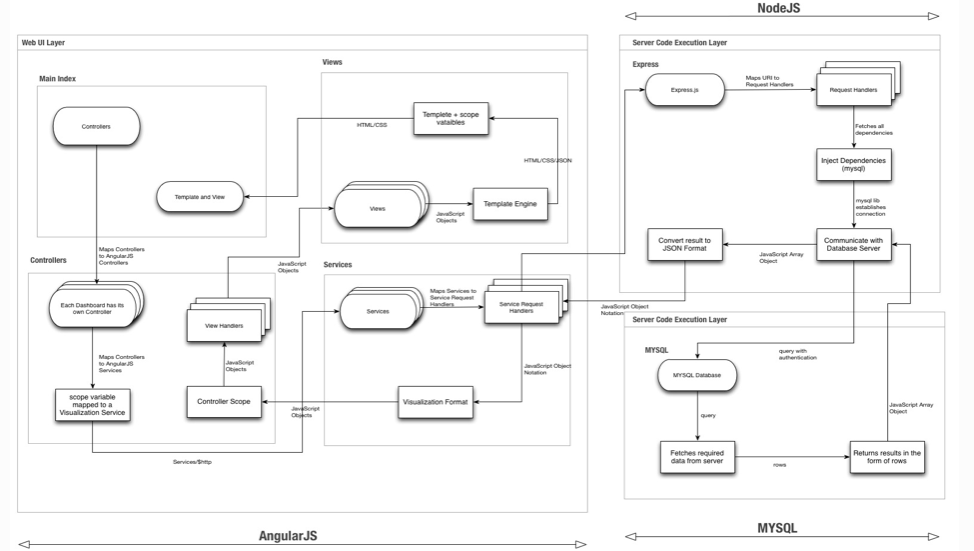 NodeJS
Web UI Layer
Main Index
Controllers
Template and View
Maps Controllers
to AngularJS
Controllers
Views
Templete + scope
vataibles
HTML/CSS
HTML/CSS/JSON
Views
JavaScript
Objects
Template Engine
Controllers
Each Dashboard has its
own Controller
Maps Controllers
to AngularJS
Services
scope variable
mapped to a
Visualization Service
JavaScript
Objects
View Handlers
JavaScript
Objects
Controller Scope
JavaScript
Objects
Services/$http
Services
Services
Maps Services to
Service Request
Handlers
Service Request
Handlers
JavaScript Object
Notation
Visualization Format
AngularJS
Server Code Execution Layer
Express
Express.js
Maps URI to
Request Handlers
Request Handlers
Fetches all
dependencies
Inject Dependencies
(mysql)
mysql lib
establishes
connection
Convert result to
JSON Format
JavaScript Array
Object
Communicate with
Database Server
JavaScript Object
Notation
Server Code Execution Layer
MYSQL
query with
authentication
MYSQL Database
query
JavaScript Array
Object
Fetches required
data from server
rows
Returns results in the
form of rows
MYSQL